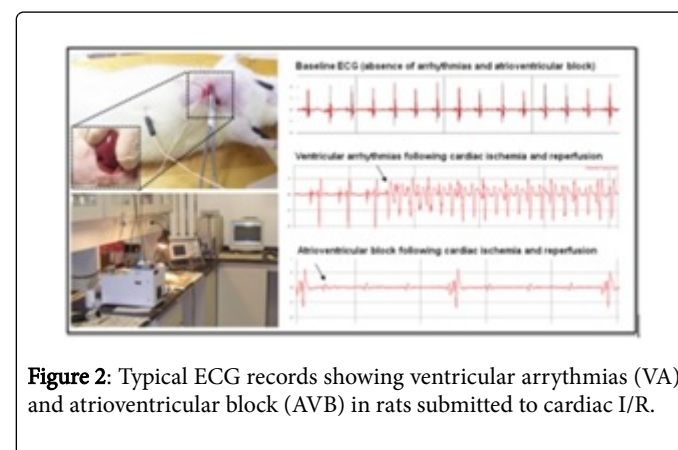 Baseline ECG (absence of arrhythmias and atrioventricular block)
Ventricular arrhythmias following cardiac ischemia and reperfusion
Atrioventricular block following cardiac ischemia and reperfusion
Figure 2: Typical ECG records showing ventricular arrythmias (VA)
and atrioventricular block (AVB) in rats submitted to cardiac I/R.